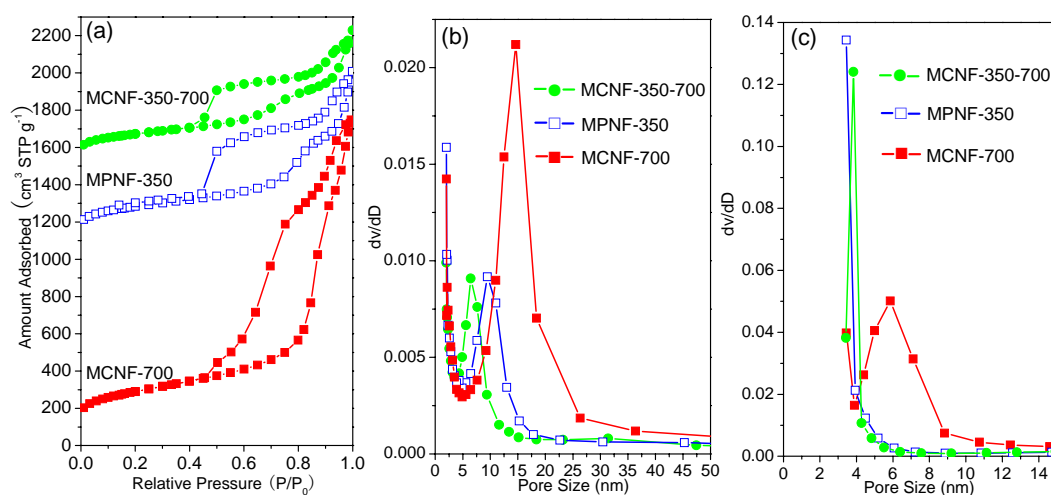 (a)
2200
2000
1800
1600
1400
1200
1000
800
600
400
200
0
Amount Adsorbed (cm³ STP g⁻¹)
MCNF-350-700
MPNF-350
MCNF-700
0.0 0.2 0.4 0.6 0.8 1.0
Relative Pressure (P/P₀)
(b)
0.020
0.015
0.010
0.005
0.000
dv/dD
MCNF-350-700
MPNF-350
MCNF-700
0 5 10 15 20 25 30 35 40 45 50
Pore Size (nm)
(c)
0.14
0.12
0.10
0.08
0.06
0.04
0.02
0.00
dv/dD
MCNF-350-700
MPNF-350
MCNF-700
0 2 4 6 8 10 12 14
Pore Size (nm)